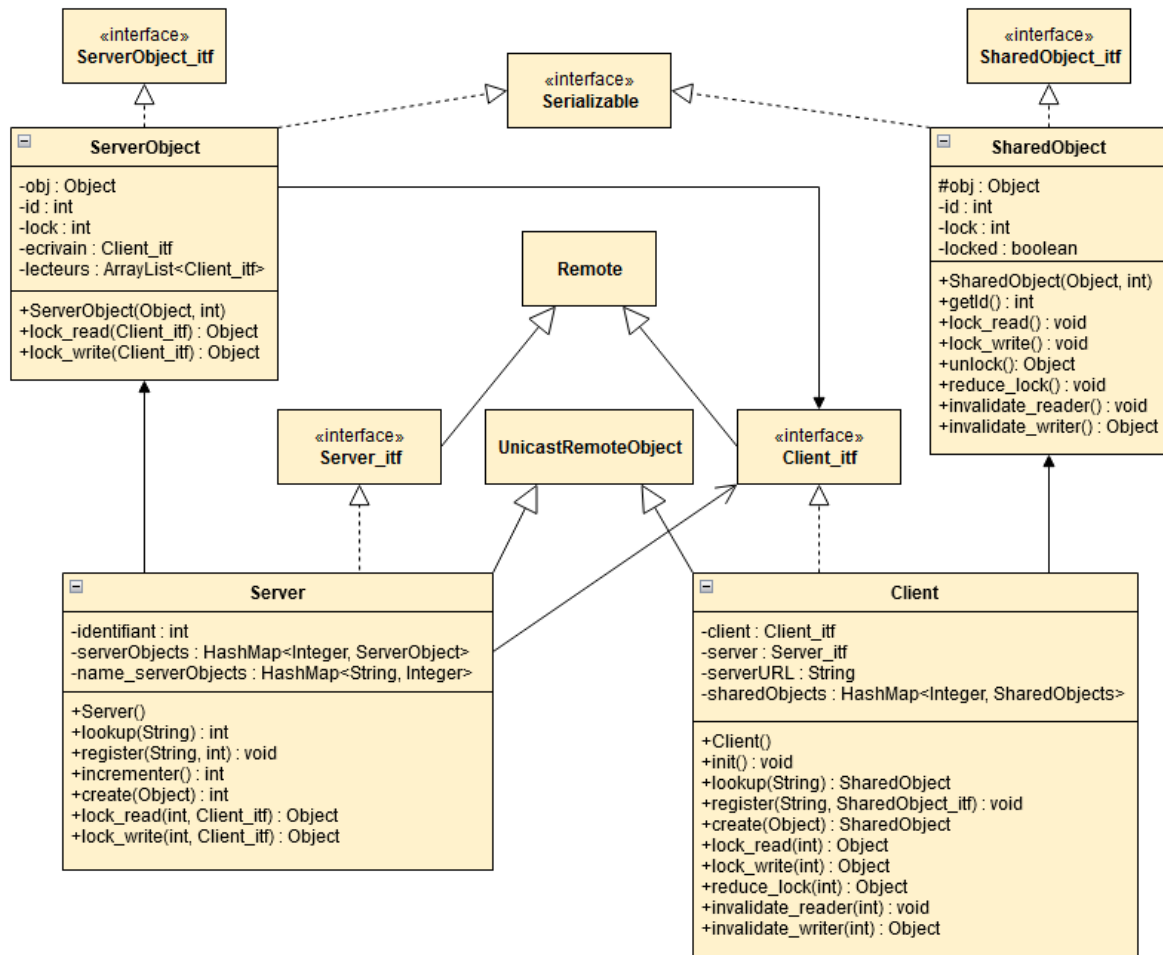 «interface»
ServerObject_itf
«interface»
Serializable
«interface»
SharedObject_itf
ServerObject
-obj : Object
-id : int
-lock : int
-ecrivain : Client_itf
-lecteurs : ArrayList<Client_itf>
+ServerObject(Object, int)
+lock_read(Client_itf) : Object
+lock_write(Client_itf) : Object
SharedObject
#obj : Object
-id : int
-lock : int
-locked : boolean
+SharedObject(Object, int)
+getId() : int
+lock_read() : void
+lock_write() : void
+unlock(): Object
+reduce_lock() : void
+invalidate_reader() : void
+invalidate_writer() : Object
Remote
«interface»
Server_itf
UnicastRemoteObject
«interface»
Client_itf
Server
-identifiant : int
-serverObjects : HashMap<Integer, ServerObject>
-name_serverObjects : HashMap<String, Integer>
+Server()
+lookup(String) : int
+register(String, int) : void
+incrementer() : int
+create(Object) : int
+lock_read(int, Client_itf) : Object
+lock_write(int, Client_itf) : Object
Client
-client : Client_itf
-server : Server_itf
-serverURL : String
-sharedObjects : HashMap<Integer, SharedObjects>
+Client()
+init() : void
+lookup(String) : SharedObject
+register(String, SharedObject_itf) : void
+create(Object) : SharedObject
+lock_read(int) : Object
+lock_write(int) : Object
+reduce_lock(int) : Object
+invalidate_reader(int) : void
+invalidate_writer(int) : Object